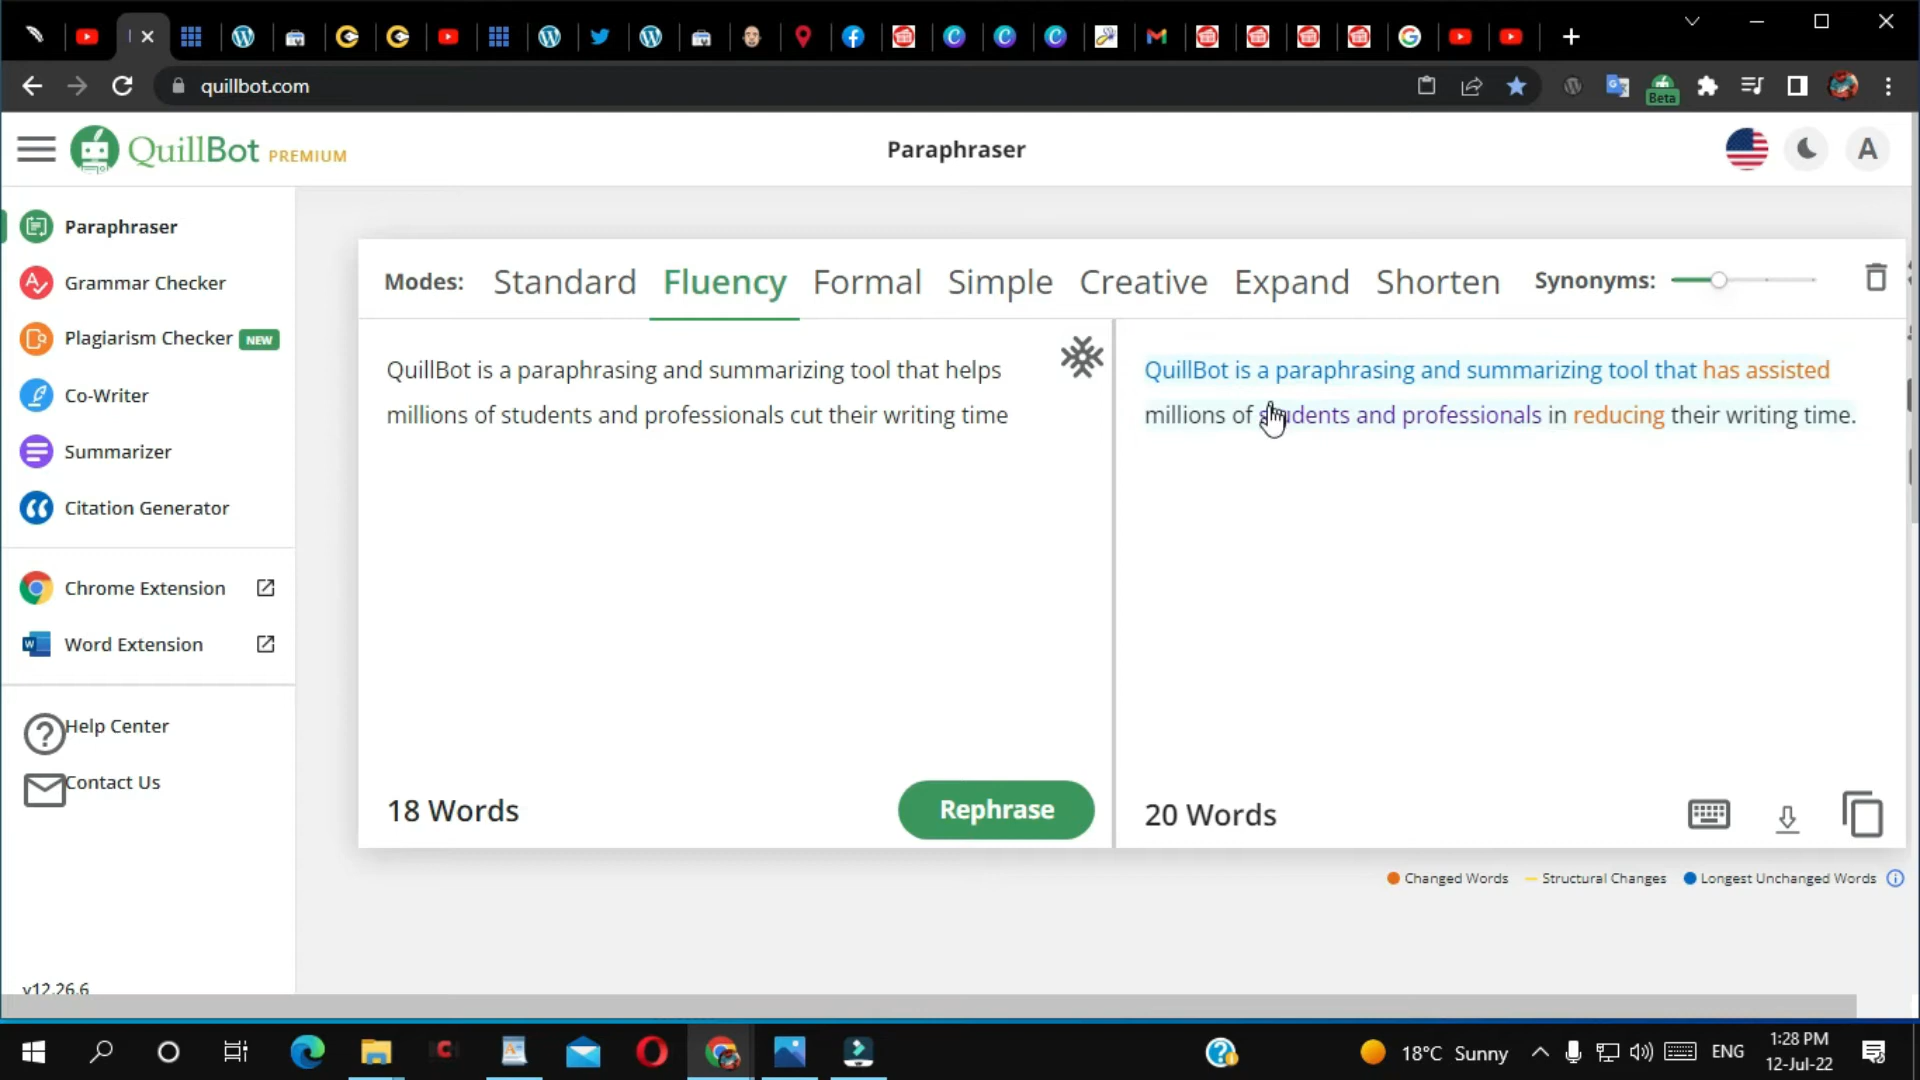 quillbot.com
Beta
QuillBot PREMIUM
Paraphraser
A
Paraphraser
Grammar Checker
Plagiarism Checker NEW
Co-Writer
Summarizer
Citation Generator
Chrome Extension
Word Extension
Help Center
Contact Us
v12.26.6
Modes: Standard Fluency Formal Simple Creative Expand Shorten Synonyms:
QuillBot is a paraphrasing and summarizing tool that helps
millions of students and professionals cut their writing time
18 Words
Rephrase
QuillBot is a paraphrasing and summarizing tool that has assisted
millions of students and professionals in reducing their writing time.
20 Words
Changed Words Structural Changes Longest Unchanged Words
18°C Sunny
ENG
1:28 PM
12-Jul-22